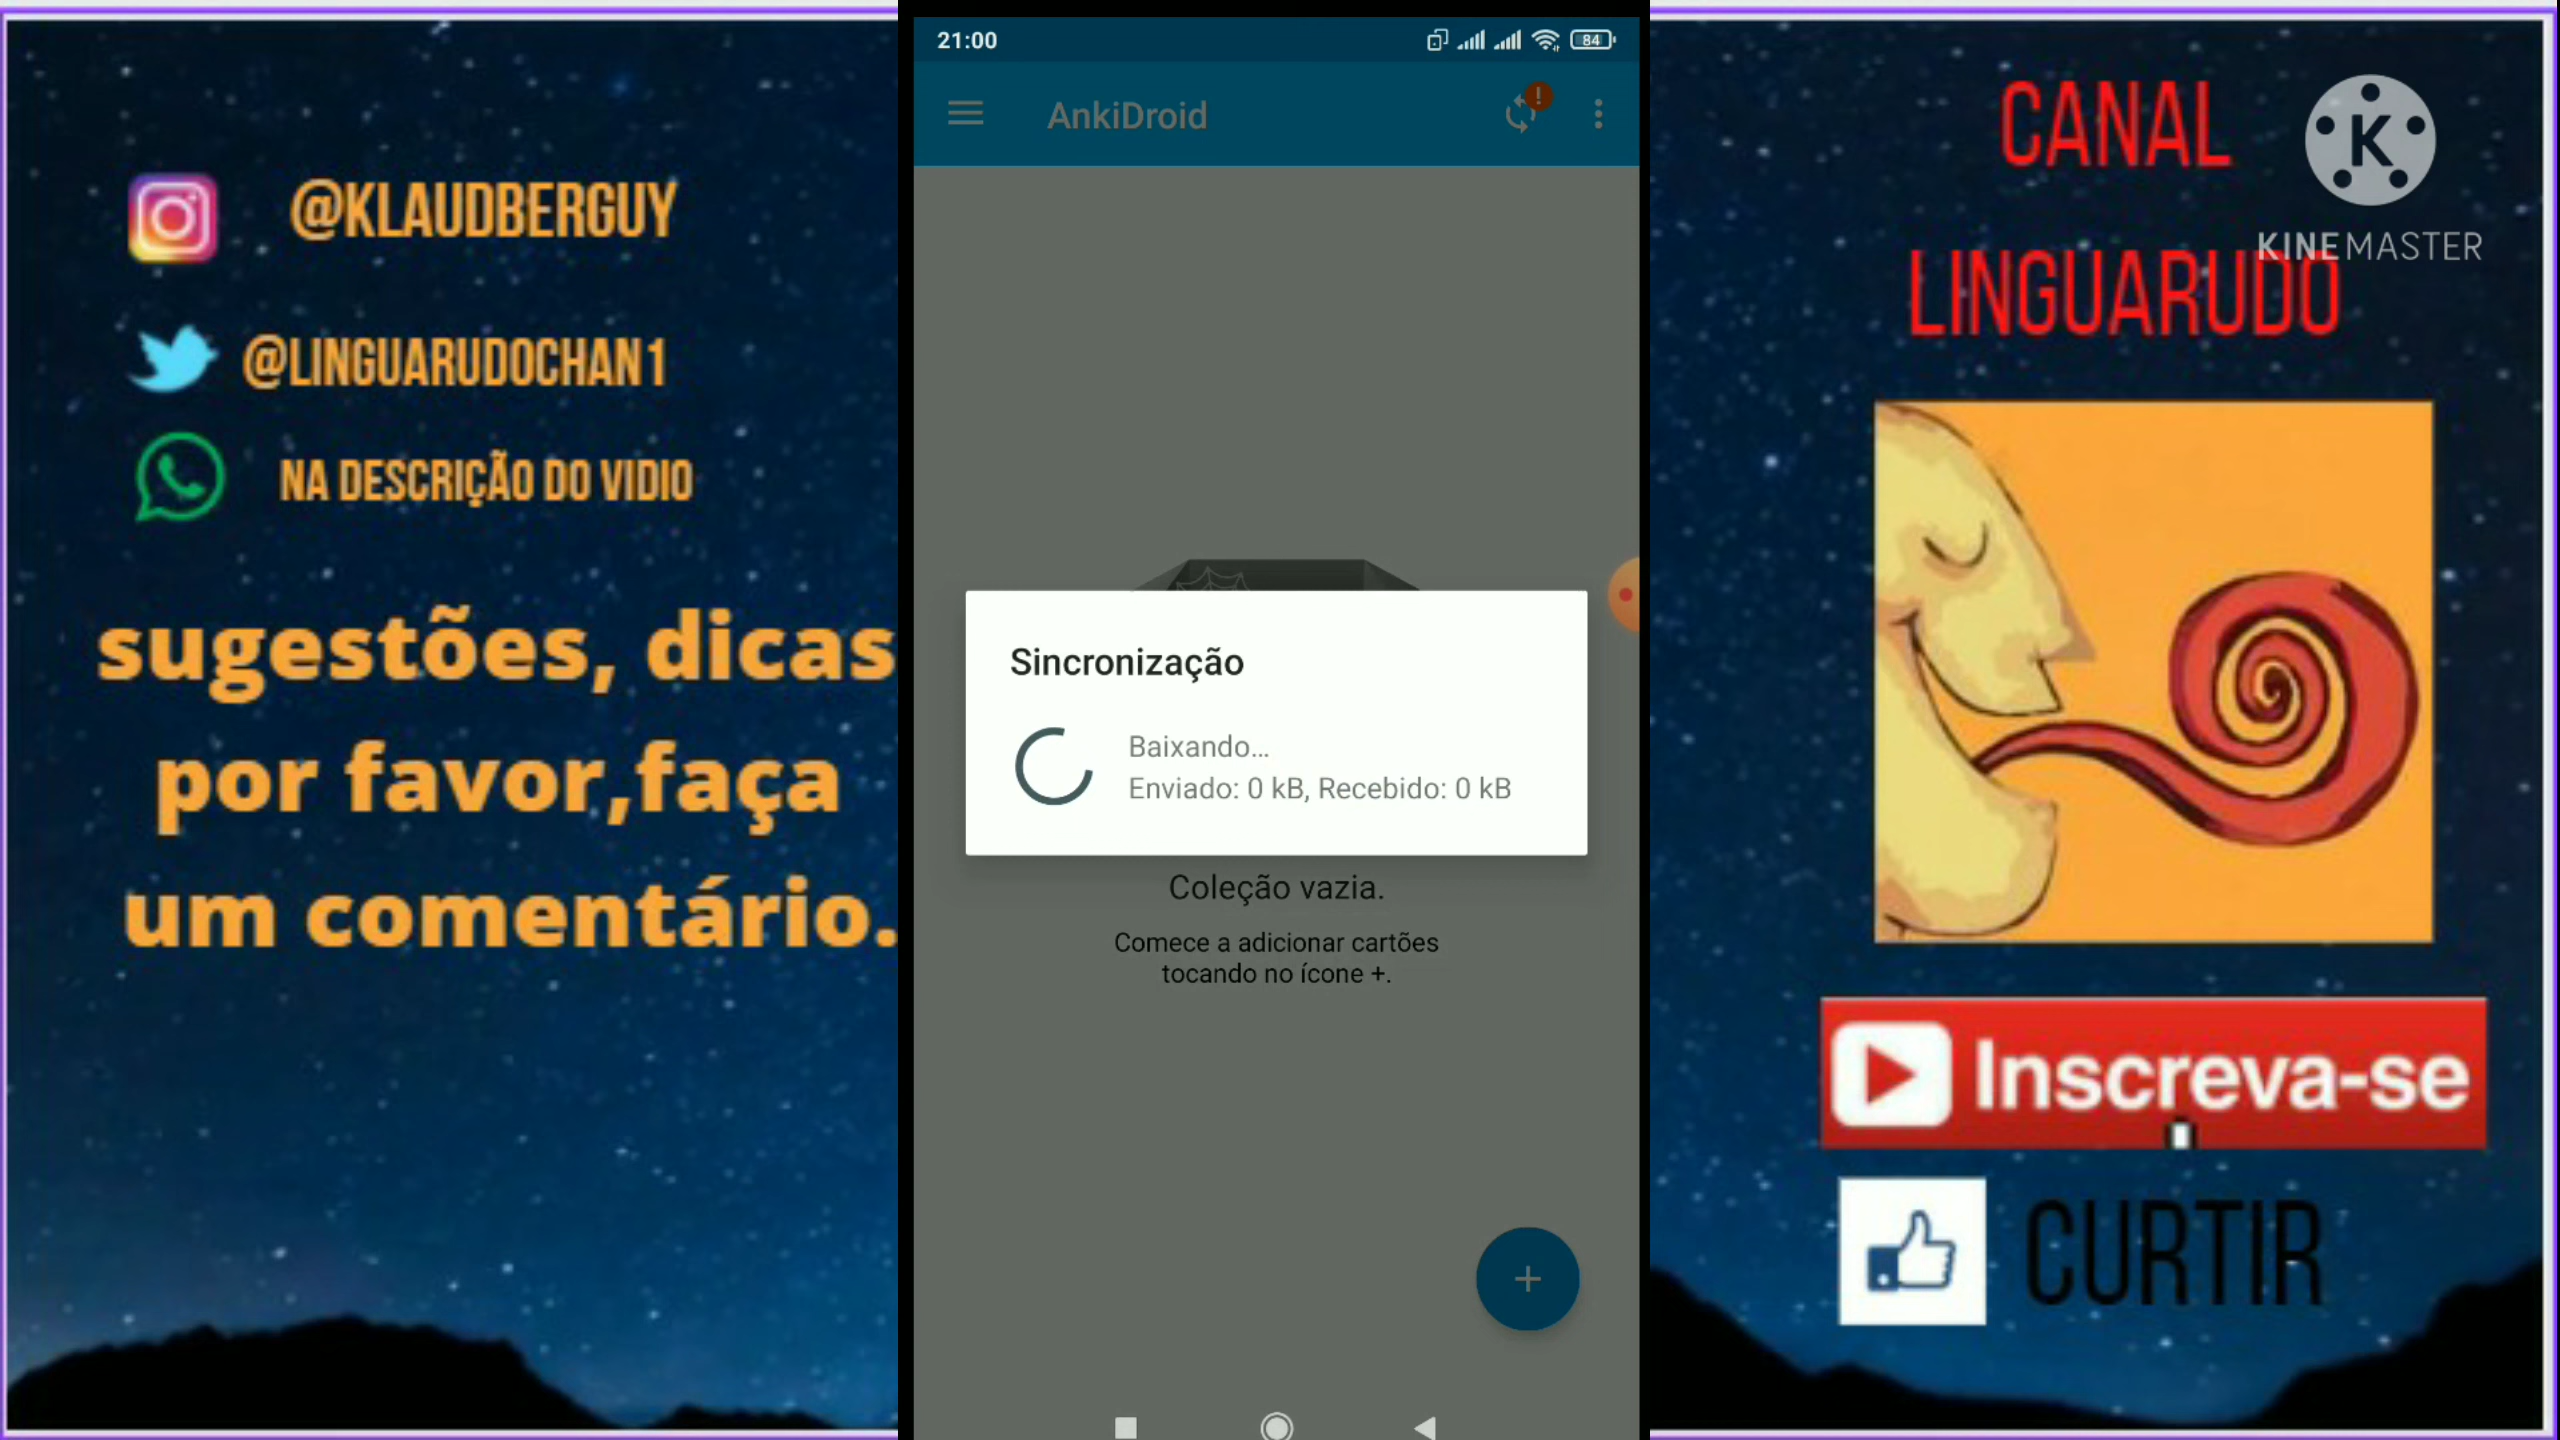 @KLAUDBERGUY
@LINGUARUDOCHAN1
NA DESCRIÇÃO DO VIDIO
sugestões, dicas
por favor,faça
um comentário.
21:00
84
AnkiDroid
!
Sincronização
Baixando…
Enviado: 0 kB, Recebido: 0 kB
Coleção vazia.
Comece a adicionar cartões
tocando no ícone +.
+
CANAL
LINGUARUDO
K
KINEMASTER
Inscreva-se
CURTIR